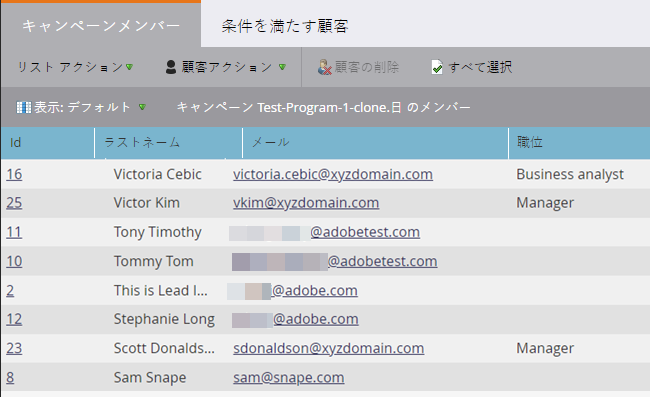 キャンペーンメンバー 条件を満たす顧客
リスト アクション 顧客アクション 顧客の削除 すべて選択
表示: デフォルト キャンペーン Test-Program-1-clone.日 のメンバー
Id ラストネーム メール 職位
16 Victoria Cebic victoria.cebic@xyzdomain.com Business analyst
25 Victor Kim vkim@xyzdomain.com Manager
11 Tony Timothy @adobetest.com
10 Tommy Tom @adobetest.com
2 This is Lead I... @adobe.com
12 Stephanie Long @adobe.com
23 Scott Donalds... sdonaldson@xyzdomain.com Manager
8 Sam Snape sam@snape.com